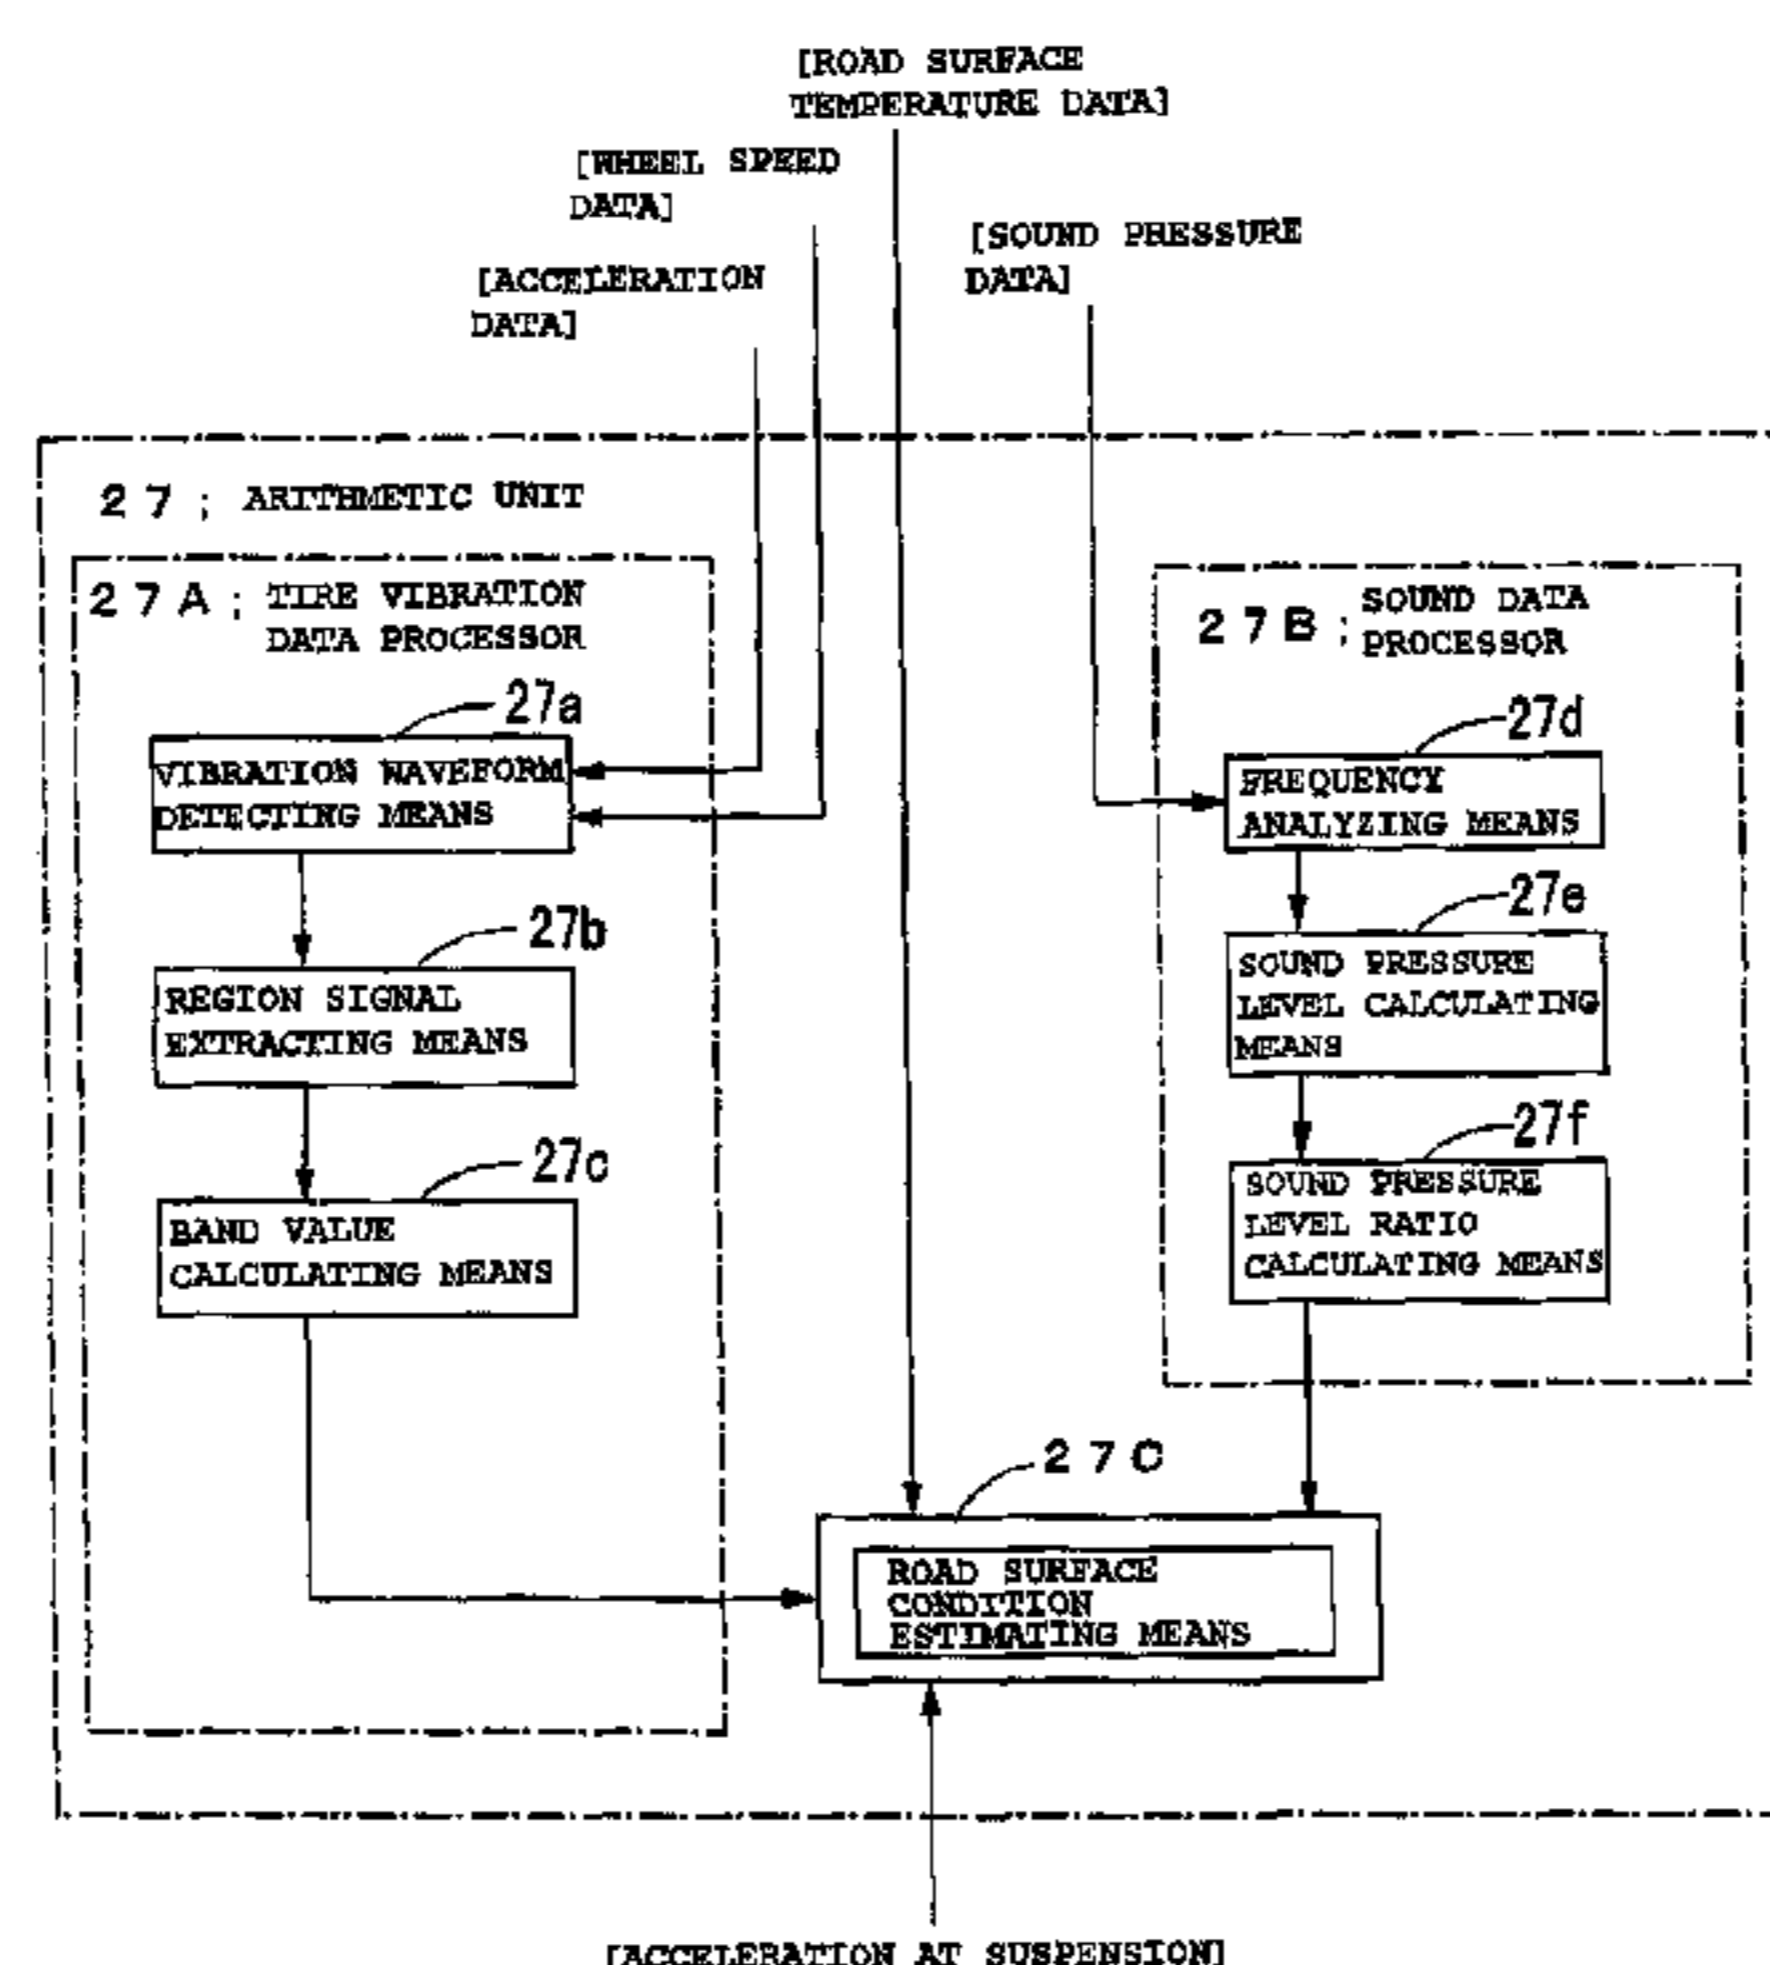 [ROAD SURFACE
TEMPERATURE DATA]
[WHEEL SPEED
DATA]
[SOUND PRESSURE
DATA]
[ACCELERATION
DATA]
27; ARITHMETIC UNIT
27A; TIRE VIBRATION
DATA PROCESSOR
27B; SOUND DATA
PROCESSOR
27a
VIBRATION WAVEFORM
DETECTING MEANS
27b
REGION SIGNAL
EXTRACTING MEANS
27c
BAND VALUE
CALCULATING MEANS
27d
FREQUENCY
ANALYZING MEANS
27e
SOUND PRESSURE
LEVEL CALCULATING
MEANS
27f
SOUND PRESSURE
LEVEL RATIO
CALCULATING MEANS
27C
ROAD SURFACE
CONDITION
ESTIMATING MEANS
[ACCELERATION AT SUSPENSION]